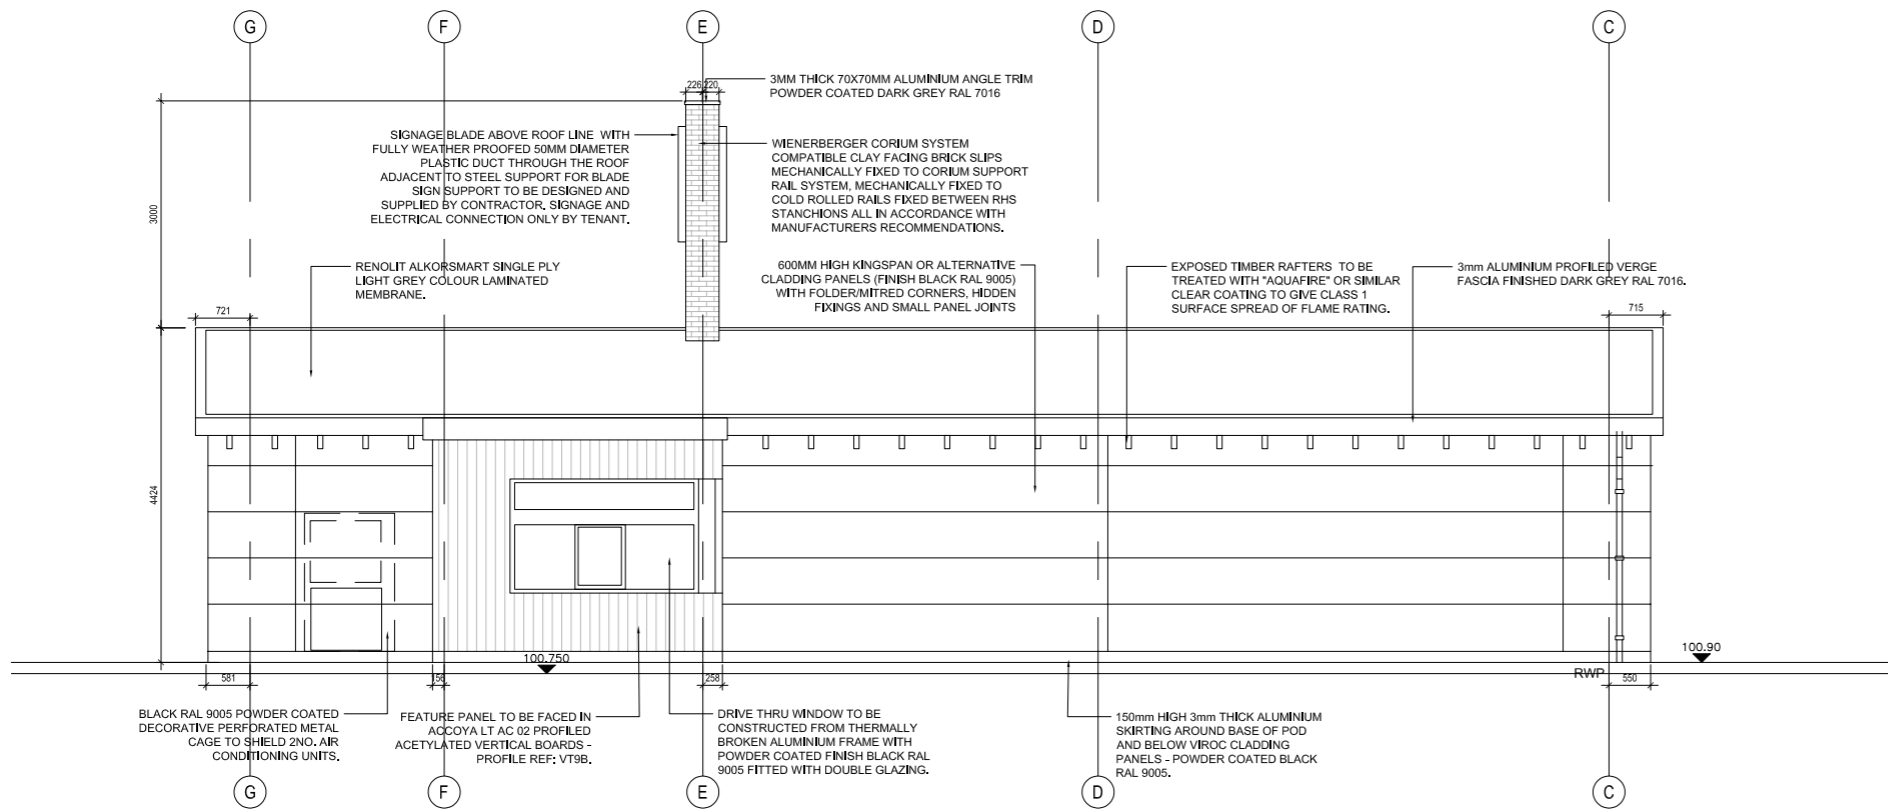 G
F
E
D
C
226
220
3MM THICK 70X70MM ALUMINIUM ANGLE TRIM
POWDER COATED DARK GREY RAL 7016
SIGNAGE BLADE ABOVE ROOF LINE WITH
FULLY WEATHER PROOFED 50MM DIAMETER
PLASTIC DUCT THROUGH THE ROOF
ADJACENT TO STEEL SUPPORT FOR BLADE
SIGN SUPPORT TO BE DESIGNED AND
SUPPLIED BY CONTRACTOR. SIGNAGE AND
ELECTRICAL CONNECTION ONLY BY TENANT.
WIENERBERGER CORIUM SYSTEM
COMPATIBLE CLAY FACING BRICK SLIPS
MECHANICALLY FIXED TO CORIUM SUPPORT
RAIL SYSTEM, MECHANICALLY FIXED TO
COLD ROLLED RAILS FIXED BETWEEN RHS
STANCHIONS ALL IN ACCORDANCE WITH
MANUFACTURERS RECOMMENDATIONS.
3000
RENOLIT ALKORSMART SINGLE PLY
LIGHT GREY COLOUR LAMINATED
MEMBRANE.
600MM HIGH KINGSPAN OR ALTERNATIVE
CLADDING PANELS (FINISH BLACK RAL 9005)
WITH FOLDER/MITRED CORNERS, HIDDEN
FIXINGS AND SMALL PANEL JOINTS
EXPOSED TIMBER RAFTERS TO BE
TREATED WITH "AQUAFIRE" OR SIMILAR
CLEAR COATING TO GIVE CLASS 1
SURFACE SPREAD OF FLAME RATING.
3mm ALUMINIUM PROFILED VERGE
FASCIA FINISHED DARK GREY RAL 7016.
721
715
4424
100.750
100.90
RWP
581
156
258
550
BLACK RAL 9005 POWDER COATED
DECORATIVE PERFORATED METAL
CAGE TO SHIELD 2NO. AIR
CONDITIONING UNITS.
FEATURE PANEL TO BE FACED IN
ACCOYA LT AC 02 PROFILED
ACETYLATED VERTICAL BOARDS -
PROFILE REF: VT9B.
DRIVE THRU WINDOW TO BE
CONSTRUCTED FROM THERMALLY
BROKEN ALUMINIUM FRAME WITH
POWDER COATED FINISH BLACK RAL
9005 FITTED WITH DOUBLE GLAZING.
150mm HIGH 3mm THICK ALUMINIUM
SKIRTING AROUND BASE OF POD
AND BELOW VIROC CLADDING
PANELS - POWDER COATED BLACK
RAL 9005.
G
F
E
D
C